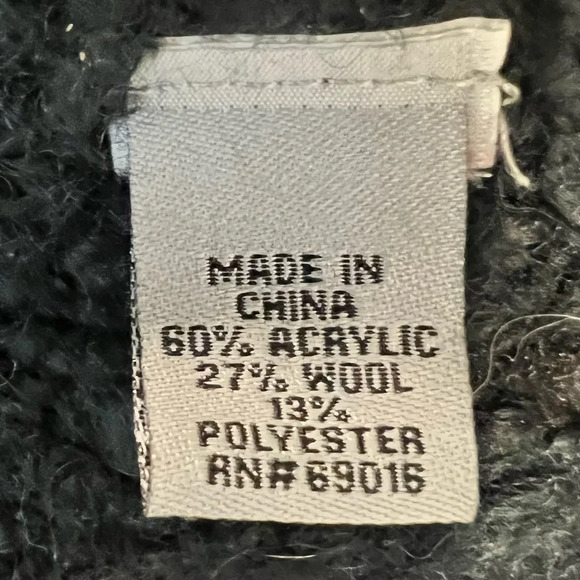 MADE IN
CHINA
60% ACRYLIC
27% WOOL
13%
POLYESTER
RN# 69016